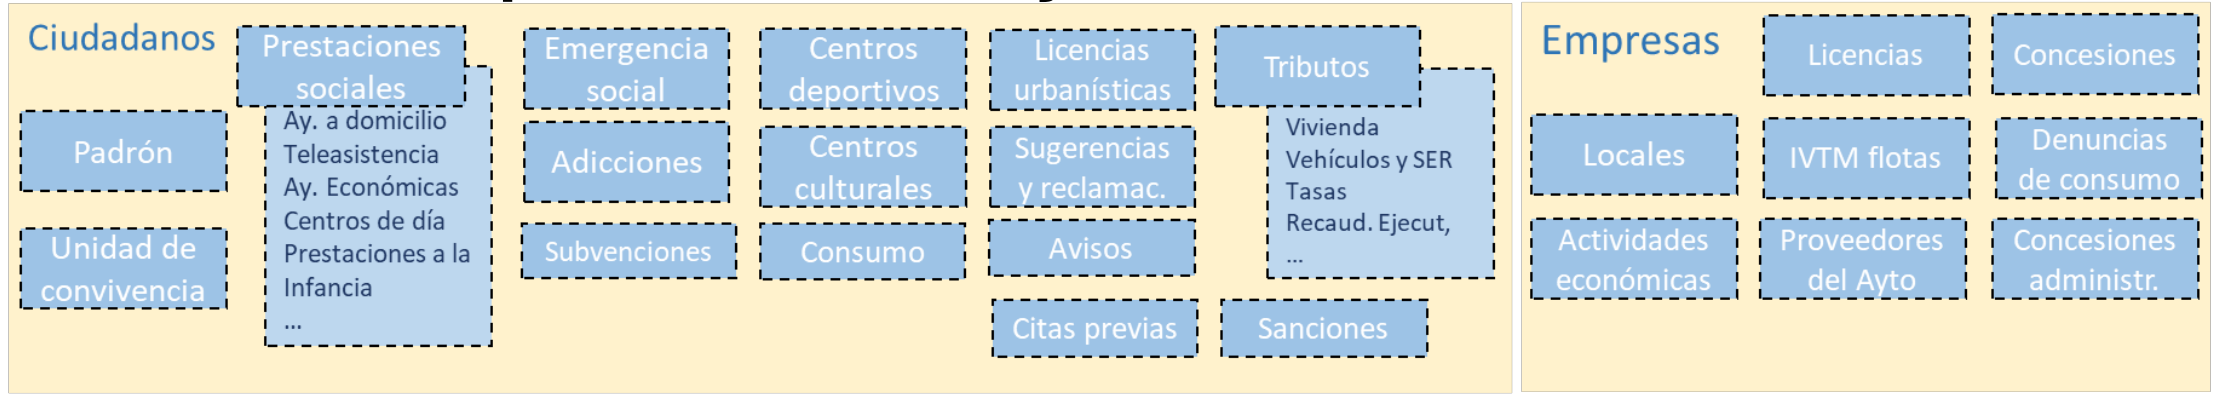 Ciudadanos
Prestaciones
sociales
Ay. a domicilio
Teleasistencia
Ay. Económicas
Centros de día
Prestaciones a la
Infancia
...
Padrón
Unidad de
convivencia
Emergencia
social
Adicciones
Subvenciones
Centros
deportivos
Centros
culturales
Consumo
Licencias
urbanísticas
Sugerencias
y reclamac.
Avisos
Citas previas
Tributos
Vivienda
Vehículos y SER
Tasas
Recaud. Ejecut,
...
Sanciones
Empresas
Licencias
Concesiones
Locales
IVTM flotas
Denuncias
de consumo
Actividades
económicas
Proveedores
del Ayto
Concesiones
administr.